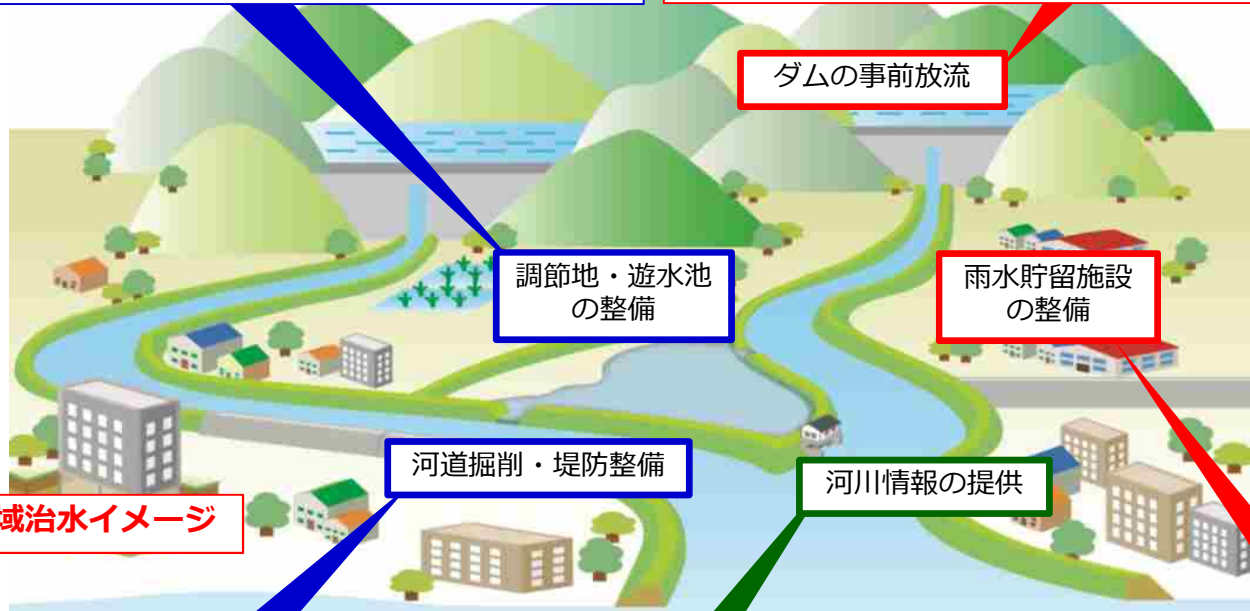 ダムの事前放流
調節地・遊水池
の整備
雨水貯留施設
の整備
河道掘削・堤防整備
河川情報の提供
域治水イメージ